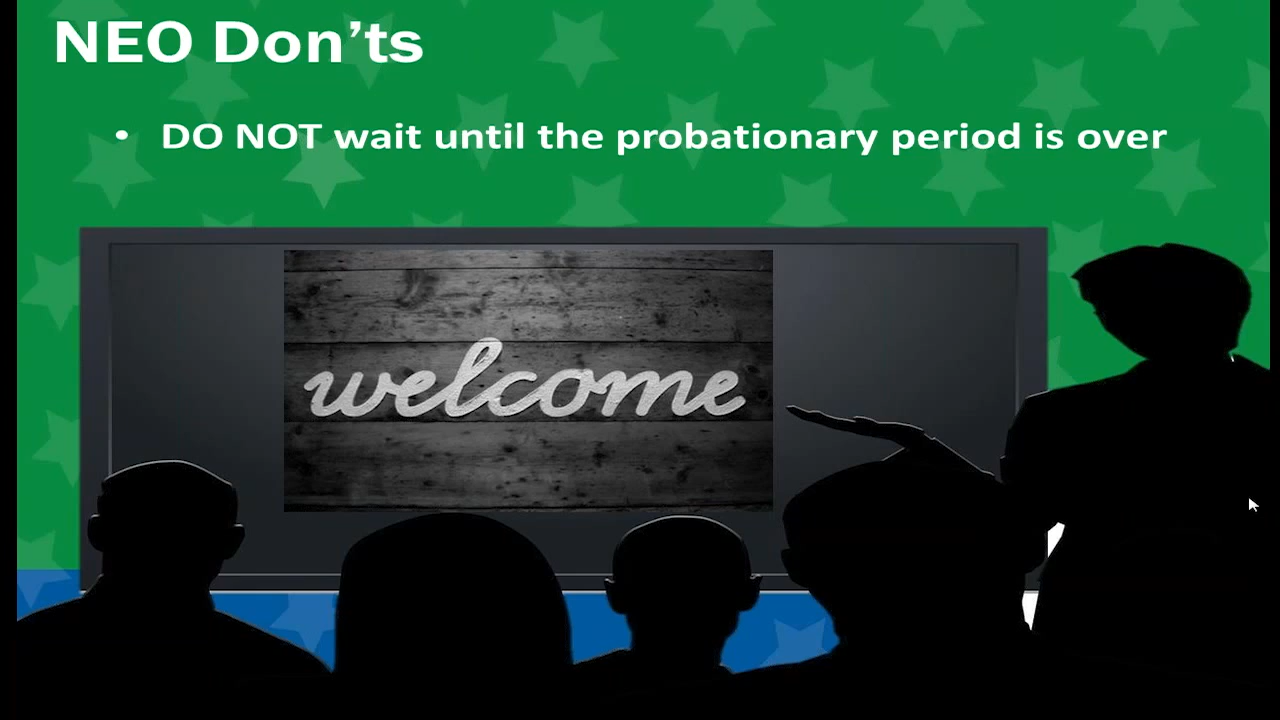 NEO Don’ts
• DO NOT wait until the probationary period is over
welcome